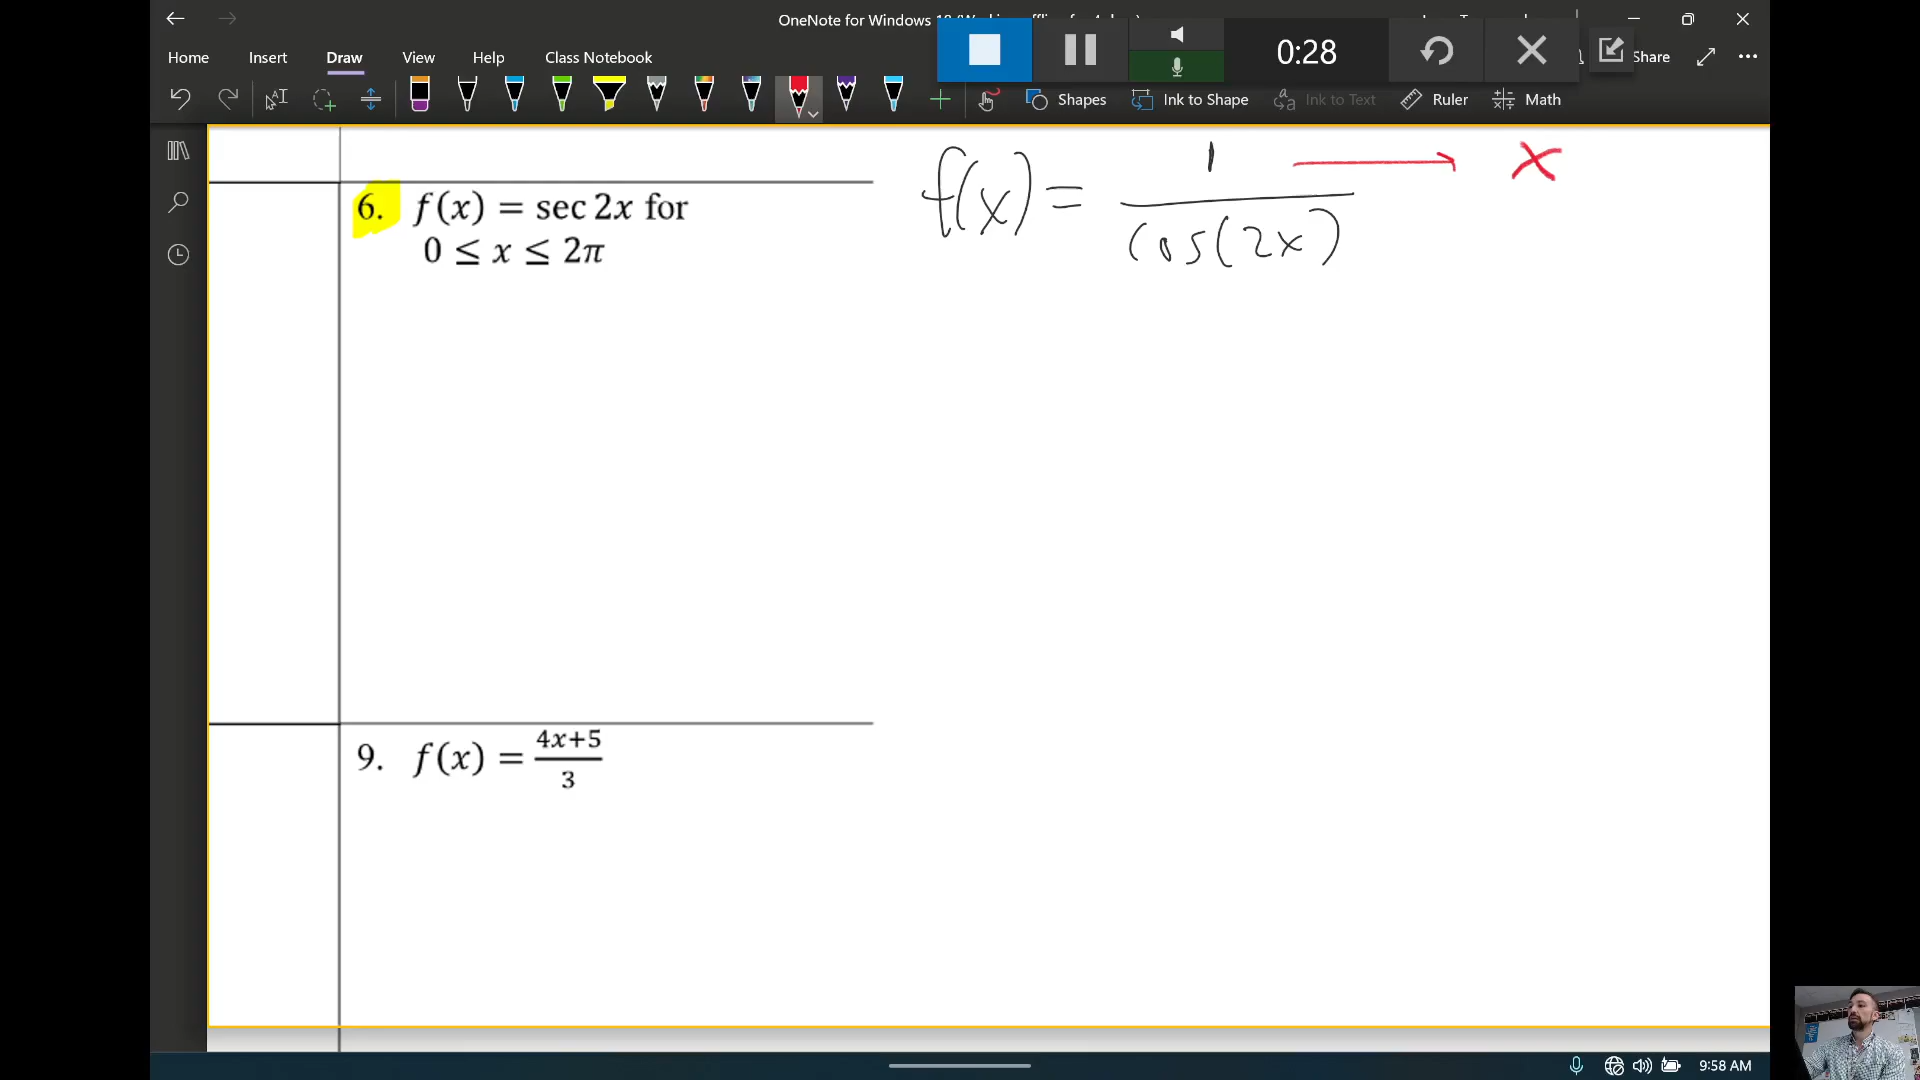 OneNote for Windows 10
0:28
Home Insert Draw View Help Class Notebook
Share
Shapes Ink to Shape Ink to Text Ruler Math
f(x) = 1 / cos(2x) → x
6. f(x) = sec 2x for
0 ≤ x ≤ 2π
9. f(x) = 4x+5 / 3
9:58 AM